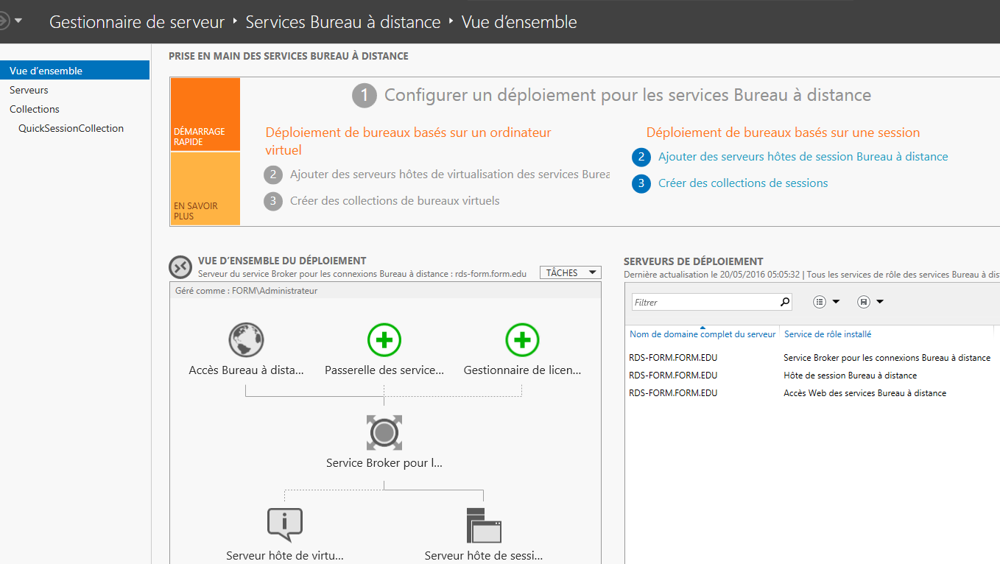 Gestionnaire de serveur ‣ Services Bureau à distance ‣ Vue d’ensemble
Vue d’ensemble
Serveurs
Collections
QuickSessionCollection
PRISE EN MAIN DES SERVICES BUREAU À DISTANCE
DÉMARRAGE
RAPIDE
EN SAVOIR
PLUS
1 Configurer un déploiement pour les services Bureau à distance
Déploiement de bureaux basés sur un ordinateur
virtuel
2 Ajouter des serveurs hôtes de virtualisation des services Burea
3 Créer des collections de bureaux virtuels
Déploiement de bureaux basés sur une session
2 Ajouter des serveurs hôtes de session Bureau à distance
3 Créer des collections de sessions
VUE D’ENSEMBLE DU DÉPLOIEMENT
Serveur du service Broker pour les connexions Bureau à distance : rds-form.form.edu
TÂCHES
Géré comme : FORM\Administrateur
Accès Bureau à dista...
Passerelle des service...
Gestionnaire de licen...
Service Broker pour l...
Serveur hôte de virtu...
Serveur hôte de sessi...
SERVEURS DE DÉPLOIEMENT
Dernière actualisation le 20/05/2016 05:05:32 | Tous les services de rôle des services Bureau à dis
Filtrer
Nom de domaine complet du serveur Service de rôle installé
RDS-FORM.FORM.EDU Service Broker pour les connexions Bureau à distance
RDS-FORM.FORM.EDU Hôte de session Bureau à distance
RDS-FORM.FORM.EDU Accès Web des services Bureau à distance